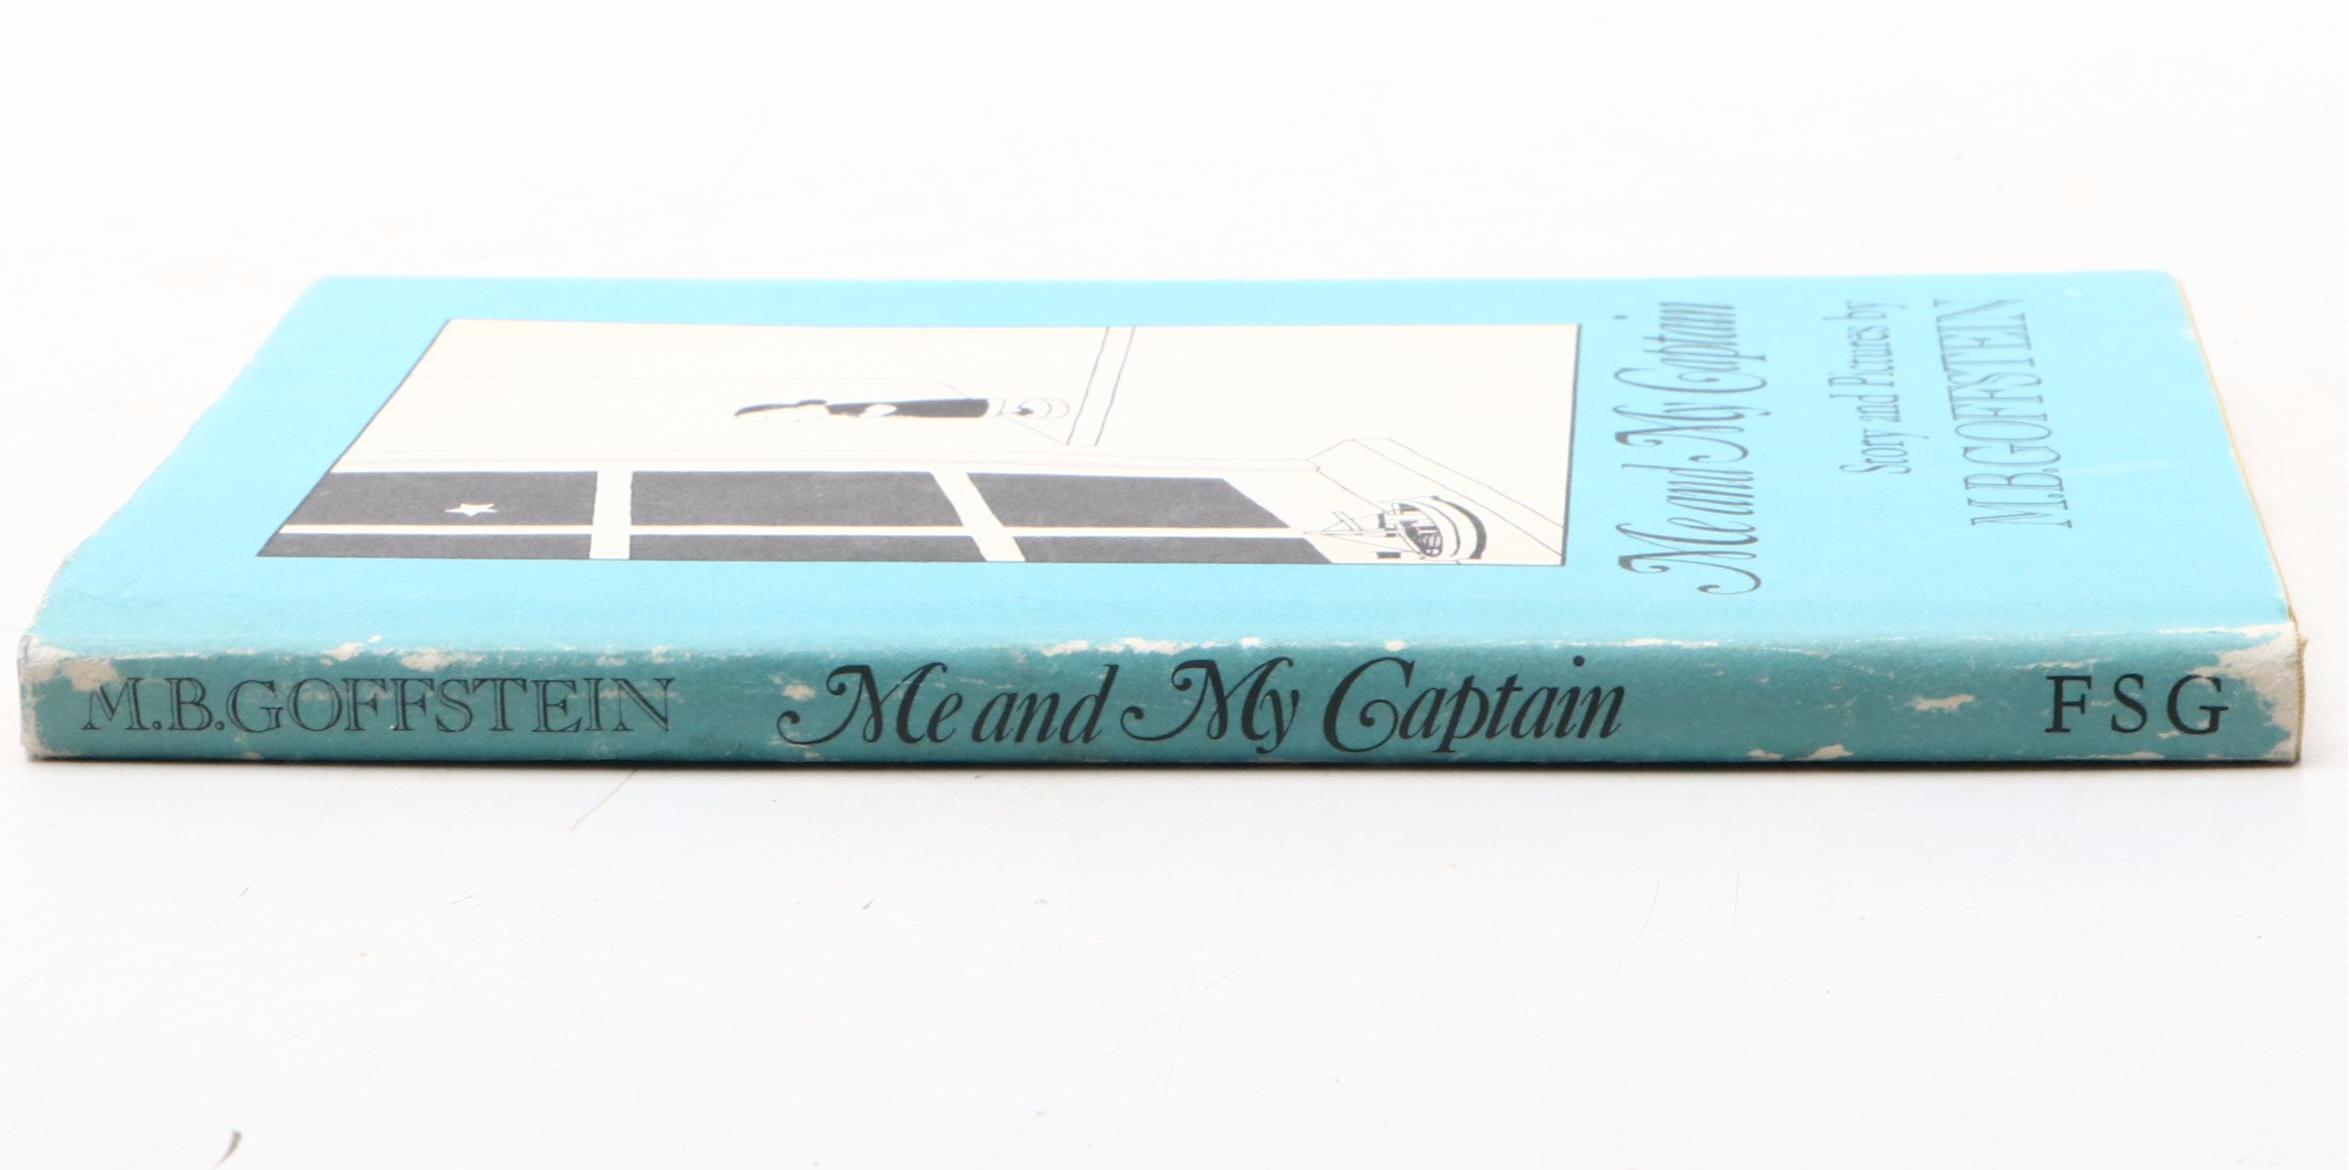 Me and My Captain
Story and Pictures by
M.B.GOFFSTEIN
M.B.GOFFSTEIN Me and My Captain FSG